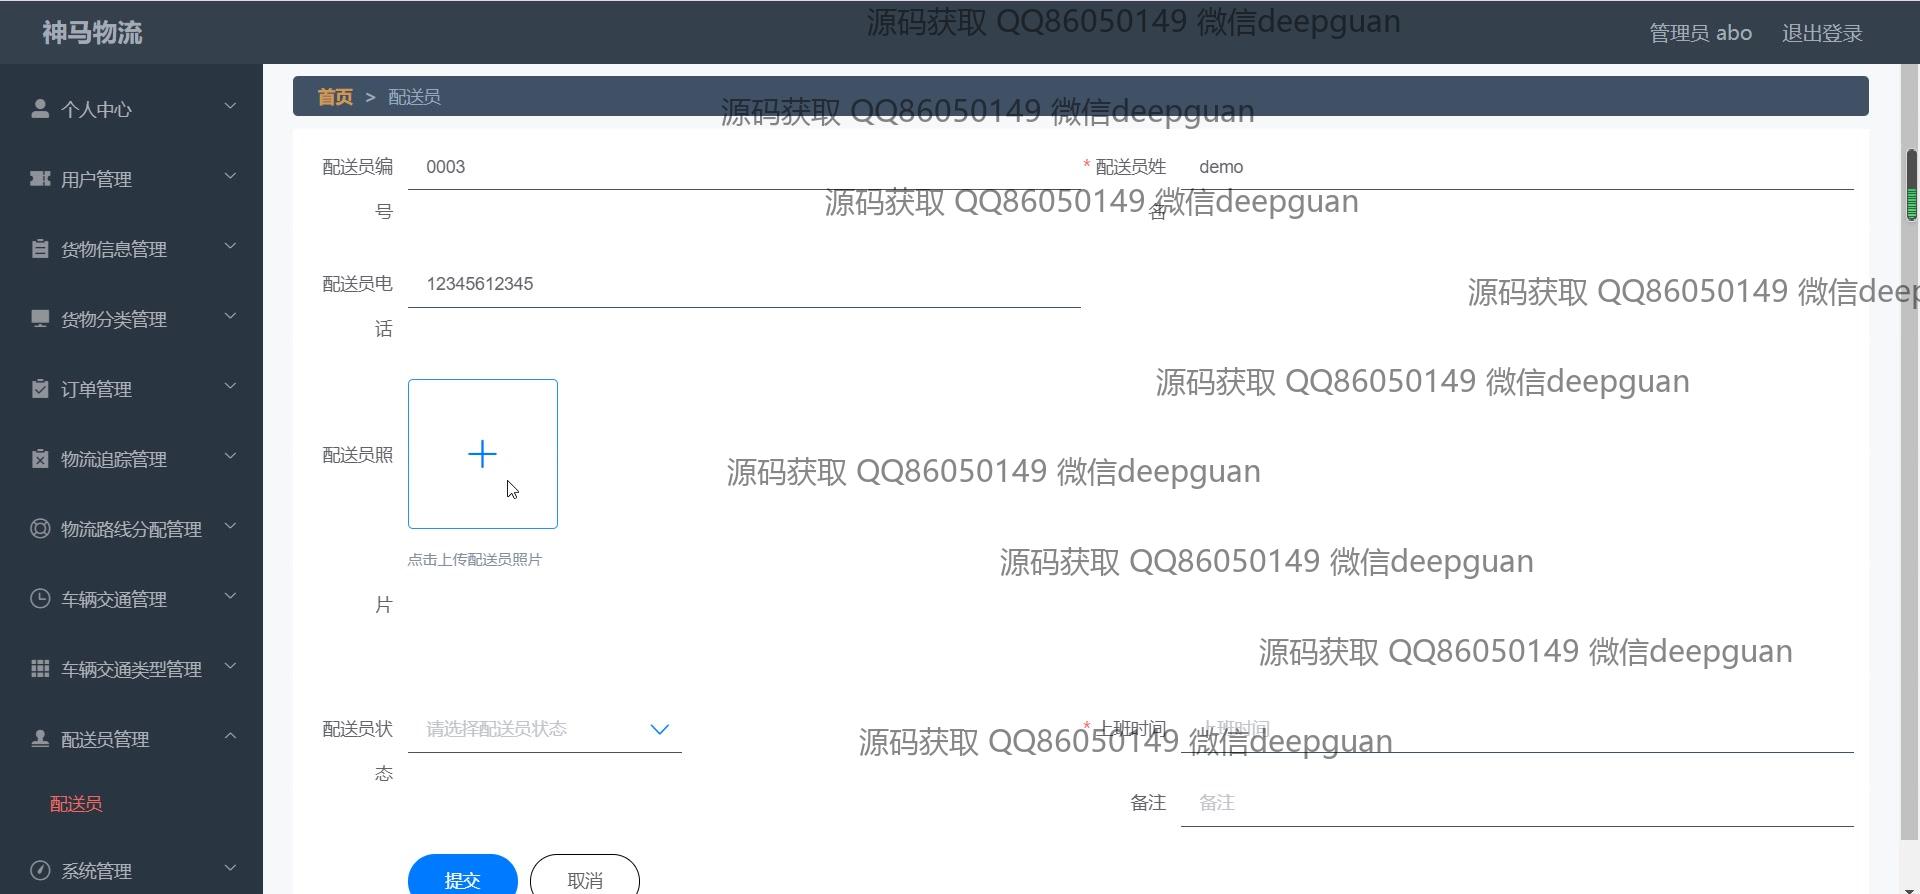 神马物流
源码获取 QQ86050149 微信deepguan
管理员 abo
退出登录
个人中心
用户管理
货物信息管理
货物分类管理
订单管理
物流追踪管理
物流路线分配管理
车辆交通管理
车辆交通类型管理
配送员管理
配送员
系统管理
首页 > 配送员
源码获取 QQ86050149 微信deepguan
配送员编号
0003
* 配送员姓名
demo
源码获取 QQ86050149 微信deepguan
配送员电话
12345612345
源码获取 QQ86050149 微信deep
源码获取 QQ86050149 微信deepguan
配送员照片
点击上传配送员照片
源码获取 QQ86050149 微信deepguan
源码获取 QQ86050149 微信deepguan
源码获取 QQ86050149 微信deepguan
配送员状态
请选择配送员状态
* 上班时间
上班时间
源码获取 QQ86050149 微信deepguan
备注
备注
提交
取消